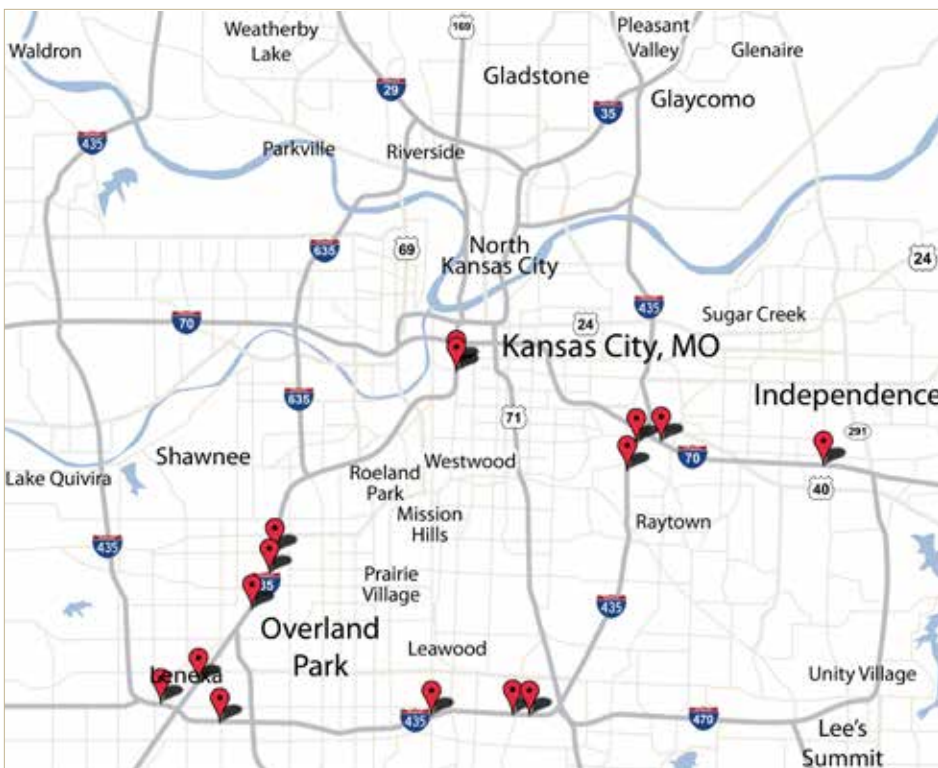 169
Pleasant
Valley
Weatherby
Lake
Waldron
Glenaire
Gladstone
29
Glaycomo
35
435
Parkville
Riverside
635
69
North
Kansas City
24
435
70
24
Sugar Creek
Kansas City, MO
635
Independence
71
291
Shawnee
Westwood
70
Lake Quivira
Roeland
Park
40
Mission
Hills
Raytown
435
Prairie
Village
35
435
Overland
Park
Leawood
Leneka
Unity Village
435
470
Lee's
Summit